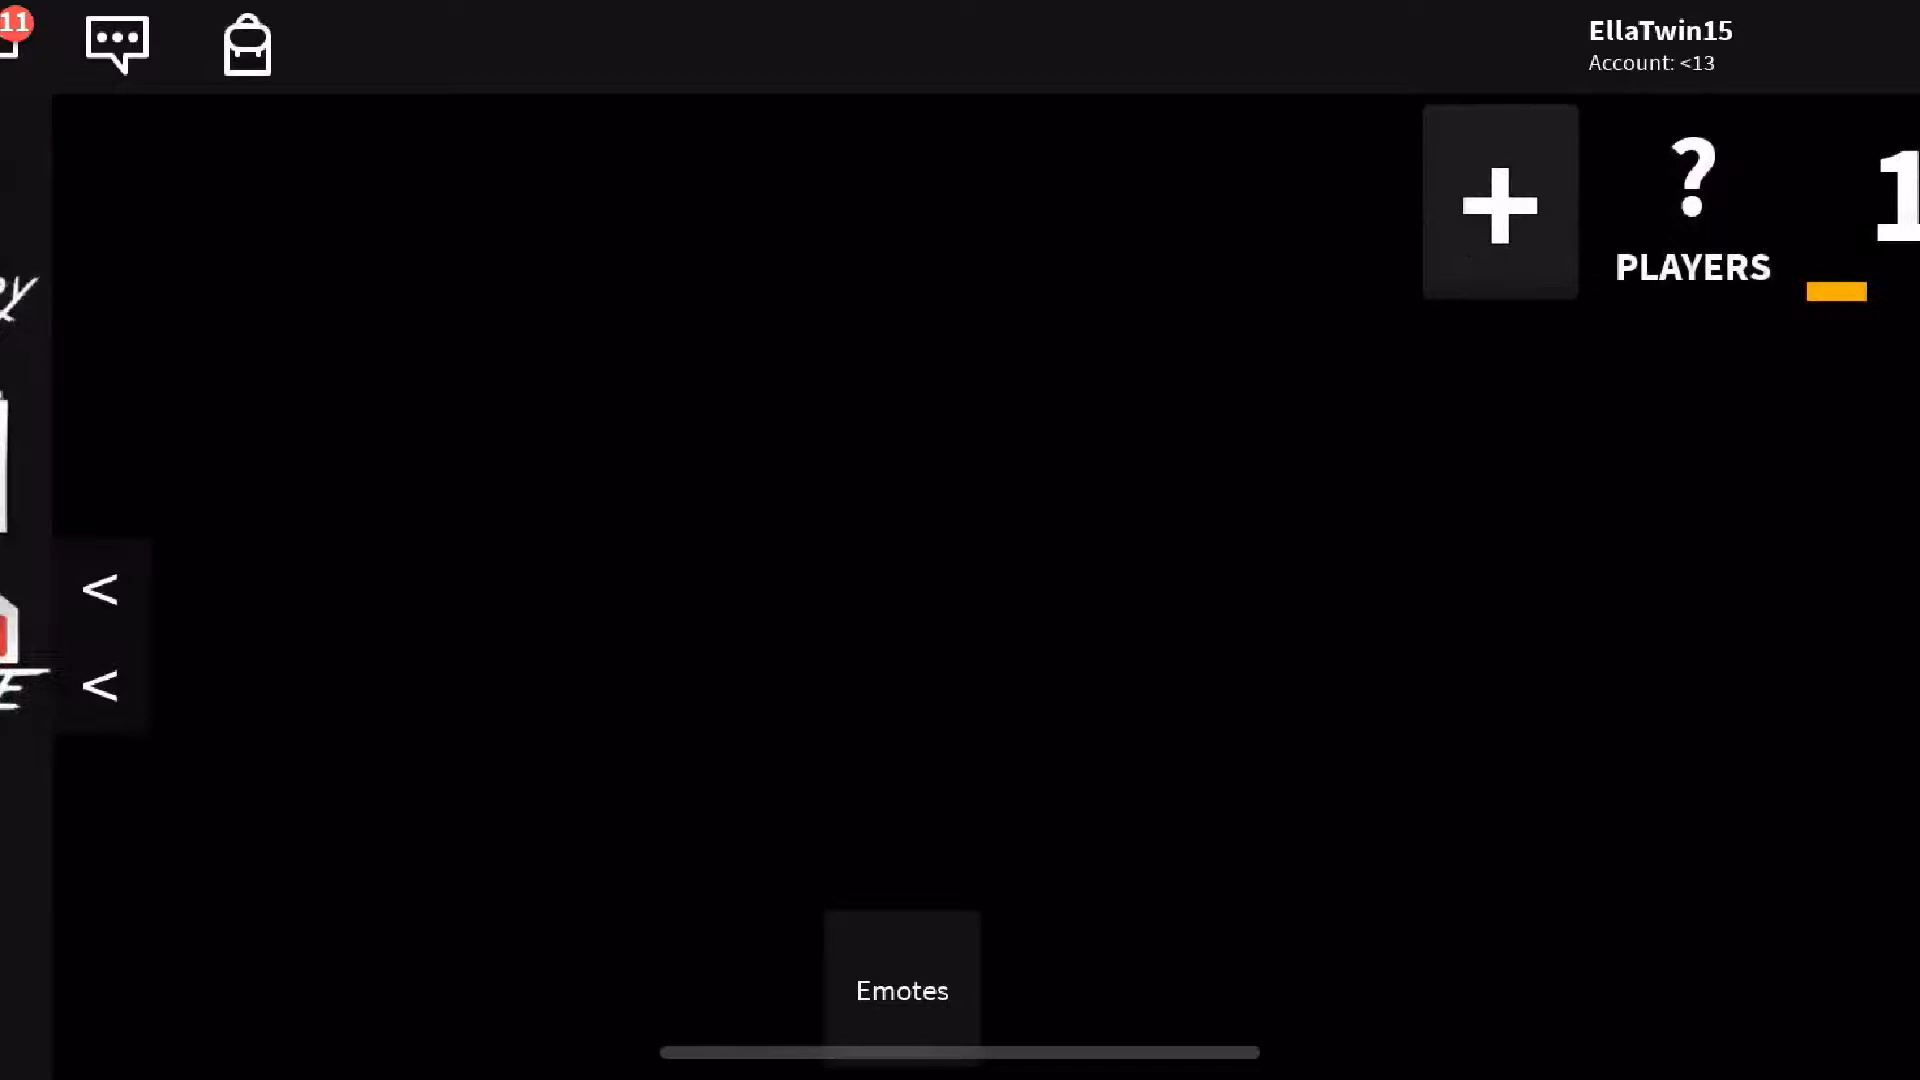 11
EllaTwin15
Account: <13
+
?
PLAYERS
1
<
<
Emotes